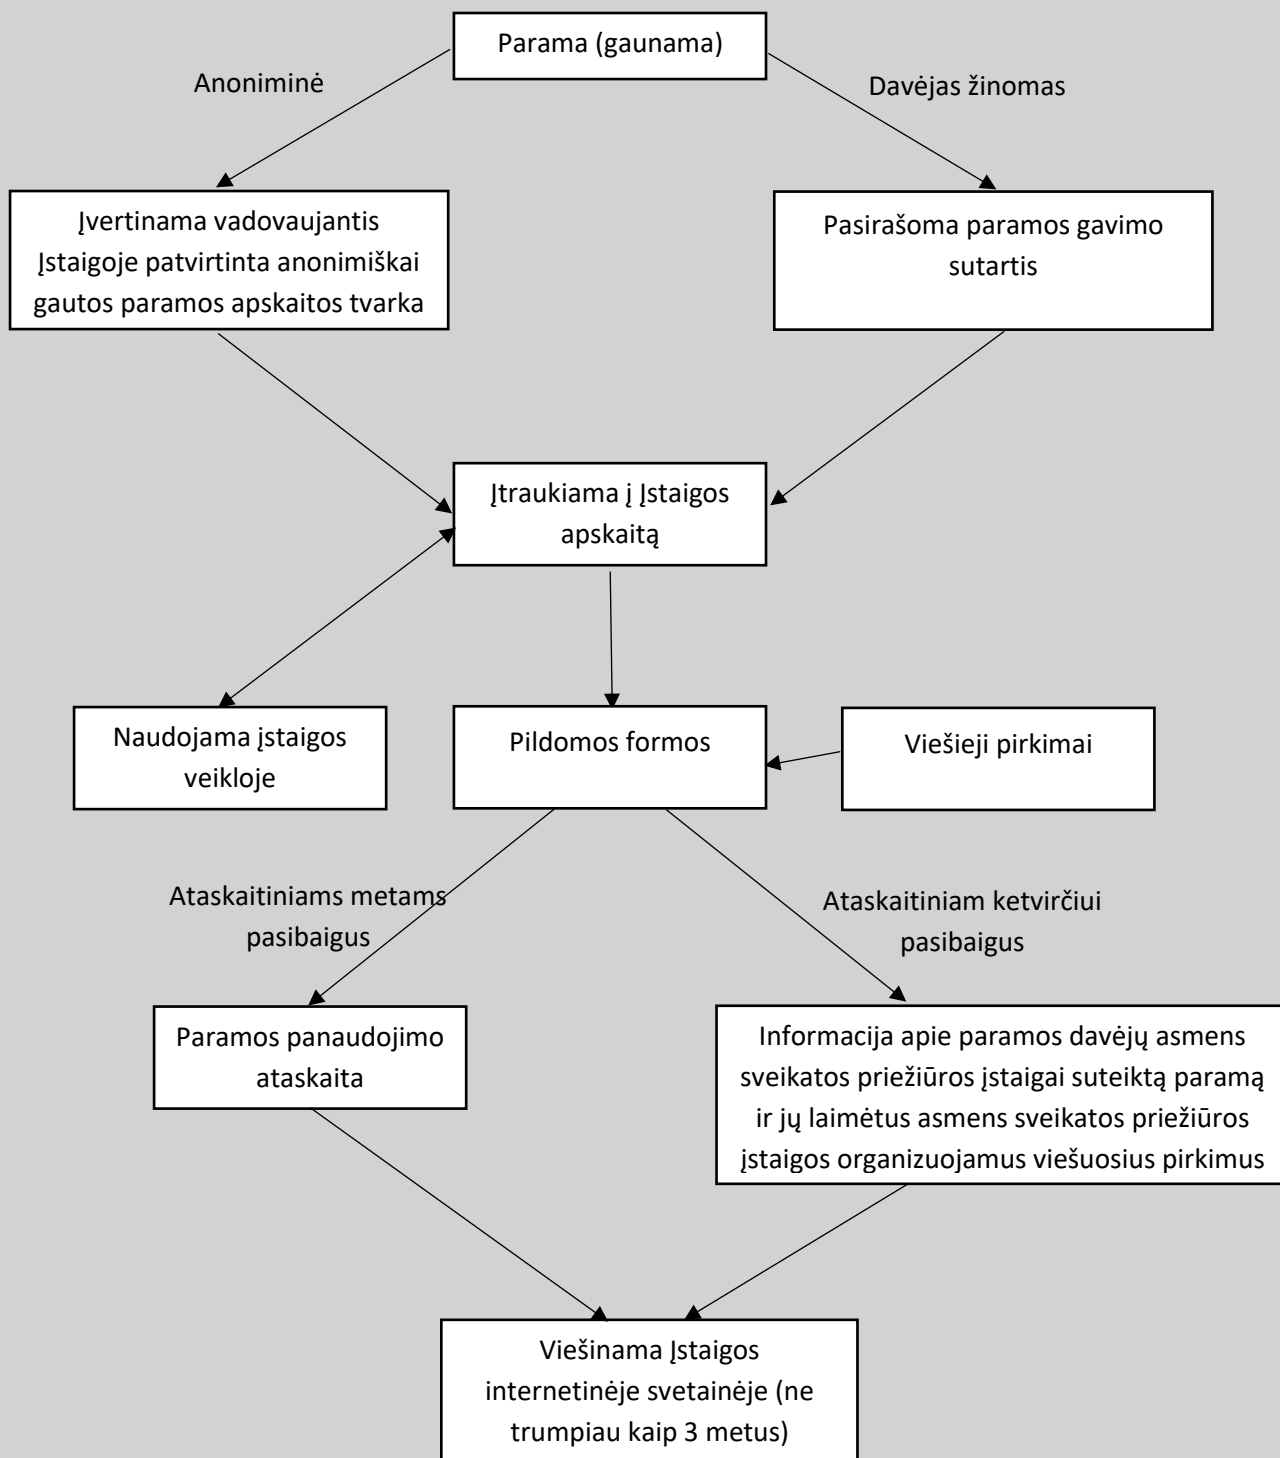 Parama (gaunama)
Anoniminė
Davėjas žinomas
Įvertinama vadovaujantis
Įstaigoje patvirtinta anonimiškai
gautos paramos apskaitos tvarka
Pasirašoma paramos gavimo
sutartis
Įtraukiama į Įstaigos
apskaitą
Naudojama įstaigos
veikloje
Pildomos formos
Viešieji pirkimai
Ataskaitiniams metams
pasibaigus
Ataskaitiniam ketvirčiui
pasibaigus
Paramos panaudojimo
ataskaita
Informacija apie paramos davėjų asmens
sveikatos priežiūros įstaigai suteiktą paramą
ir jų laimėtus asmens sveikatos priežiūros
įstaigos organizuojamus viešuosius pirkimus
Viešinama Įstaigos
internetinėje svetainėje (ne
trumpiau kaip 3 metus)